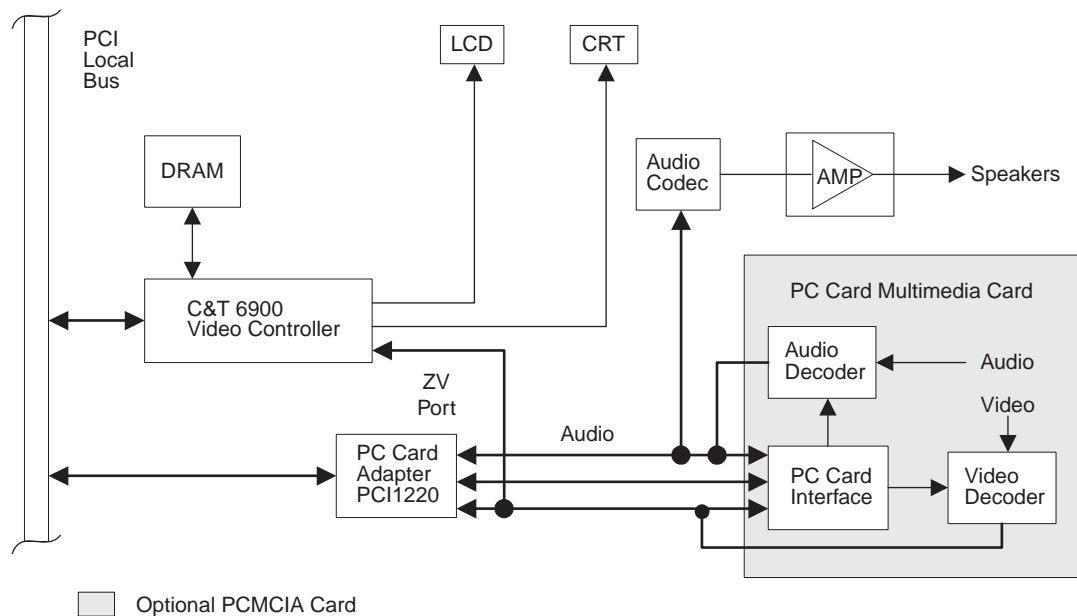 PCI
Local
Bus
LCD
CRT
DRAM
Audio
Codec
AMP
Speakers
C&T 6900
Video Controller
PC Card Multimedia Card
Audio
Decoder
Audio
Video
ZV
Port
Audio
PC Card
Adapter
PCI1220
PC Card
Interface
Video
Decoder
Optional PCMCIA Card